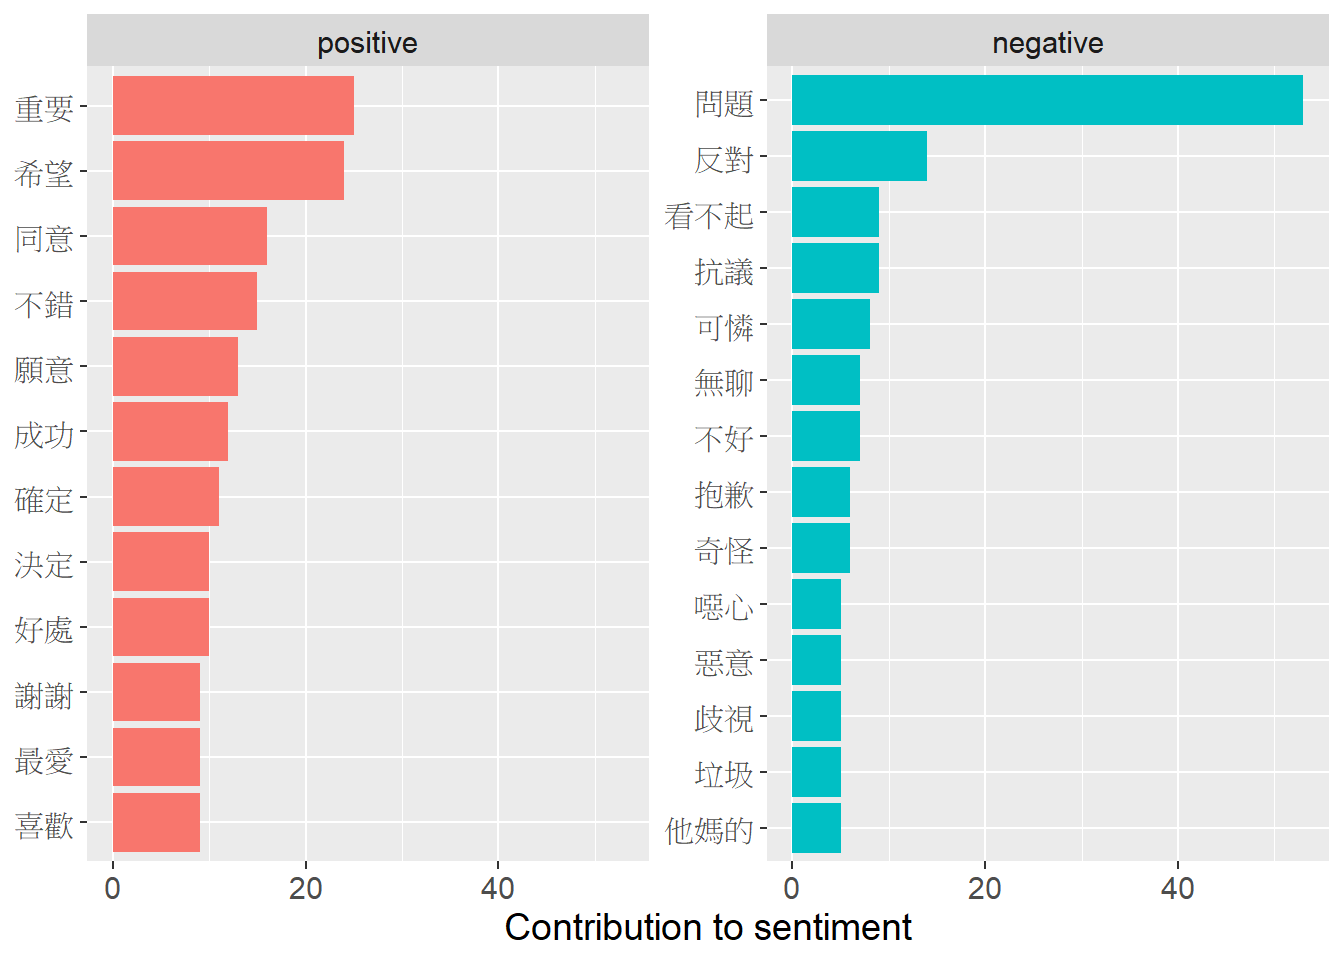 positive
重要
希望
同意
不錯
願意
成功
確定
決定
好處
謝謝
最愛
喜歡
0 20 40
negative
問題
反對
看不起
抗議
可憐
無聊
不好
抱歉
奇怪
噁心
惡意
歧視
垃圾
他媽的
0 20 40
Contribution to sentiment